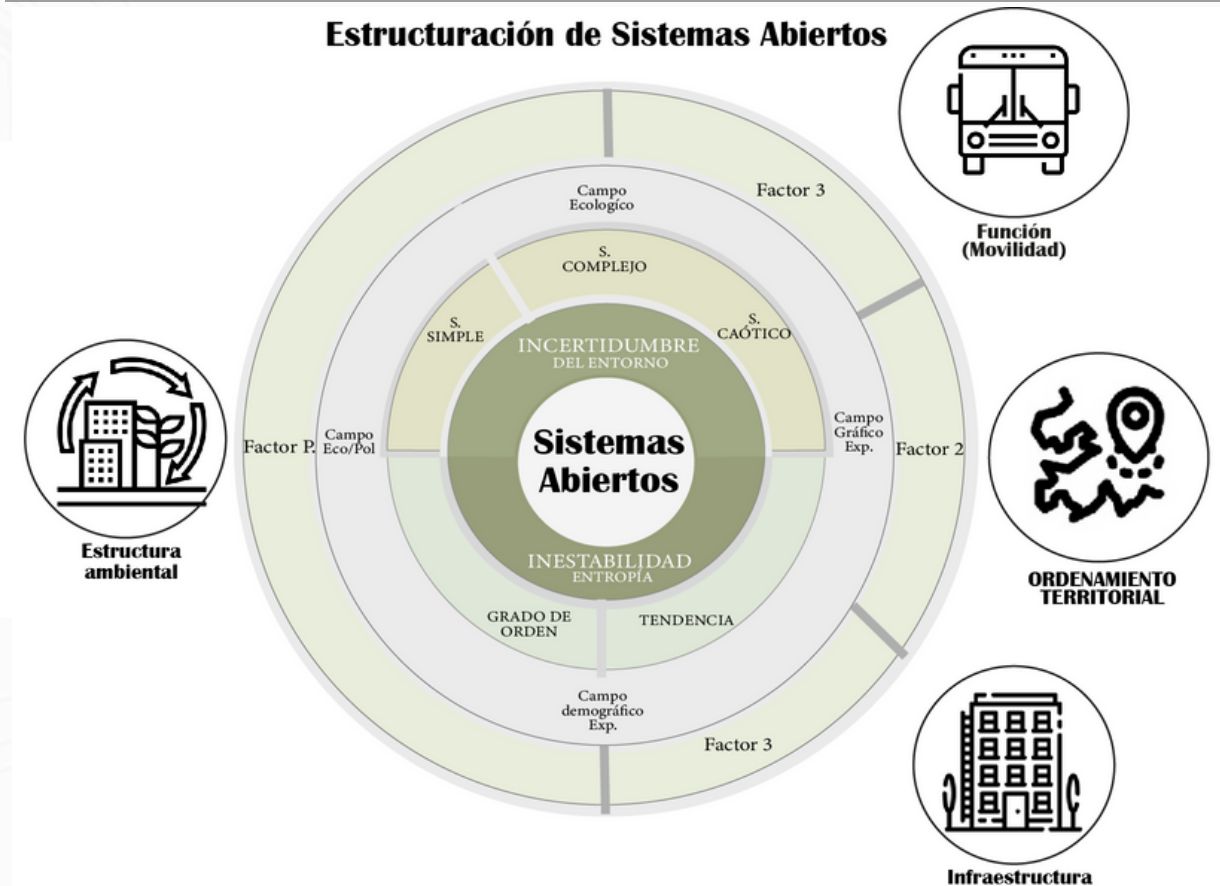 Estructuración de Sistemas Abiertos
Factor 3
Función
(Movilidad)
Campo
Ecologíco
S.
COMPLEJO
S.
SIMPLE
S.
CAÓTICO
INCERTIDUMBRE
DEL ENTORNO
Factor P.
Campo
Eco/Pol
Sistemas
Abiertos
Campo
Gráfico
Exp.
Factor 2
Estructura
ambiental
INESTABILIDAD
ENTROPÍA
ORDENAMIENTO
TERRITORIAL
GRADO DE
ORDEN
TENDENCIA
Campo
demográfico
Exp.
Factor 3
Infraestructura